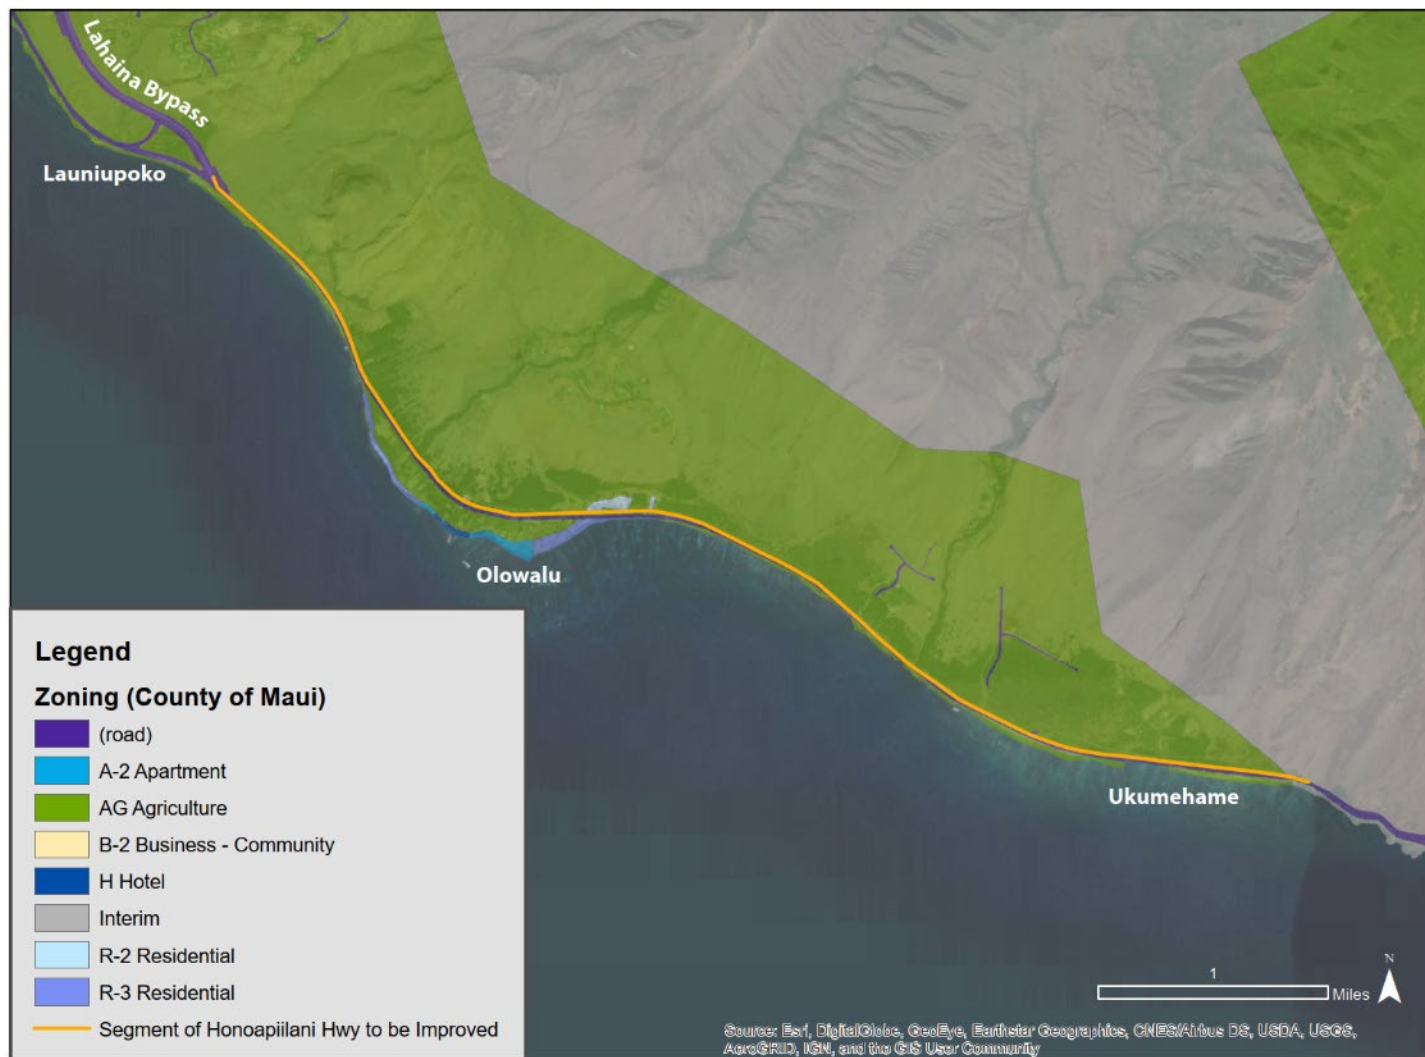 Lahaina Bypass
Launiupoko
Olowalu
Ukumehame
Legend
Zoning (County of Maui)
(road)
A-2 Apartment
AG Agriculture
B-2 Business - Community
H Hotel
Interim
R-2 Residential
R-3 Residential
Segment of Honoapiilani Hwy to be Improved
N
1
Miles
Source: Esri, DigitalGlobe, GeoEye, Earthstar Geographics, CNES/Airbus DS, USDA, USGS,
AeroGRID, IGN, and the GIS User Community